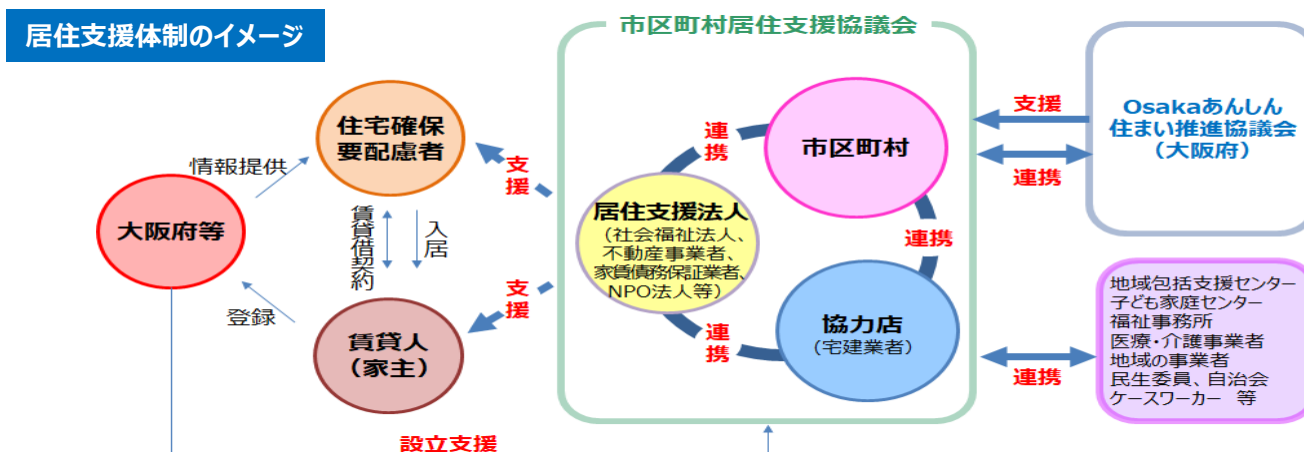 居住支援体制のイメージ
市区町村居住支援協議会
住宅確保
要配慮者
情報提供
大阪府等
登録
賃貸借契約
入居
賃貸人
（家主）
支援
支援
連携
市区町村
居住支援法人
（社会福祉法人、
不動産事業者、
家賃債務保証業者、
NPO法人等）
連携
連携
協力店
（宅建業者）
支援
連携
Osakaあんしん
住まい推進協議会
（大阪府）
連携
地域包括支援センター
子ども家庭センター
福祉事務所
医療・介護事業者
地域の事業者
民生委員、自治会
ケースワーカー 等
設立支援